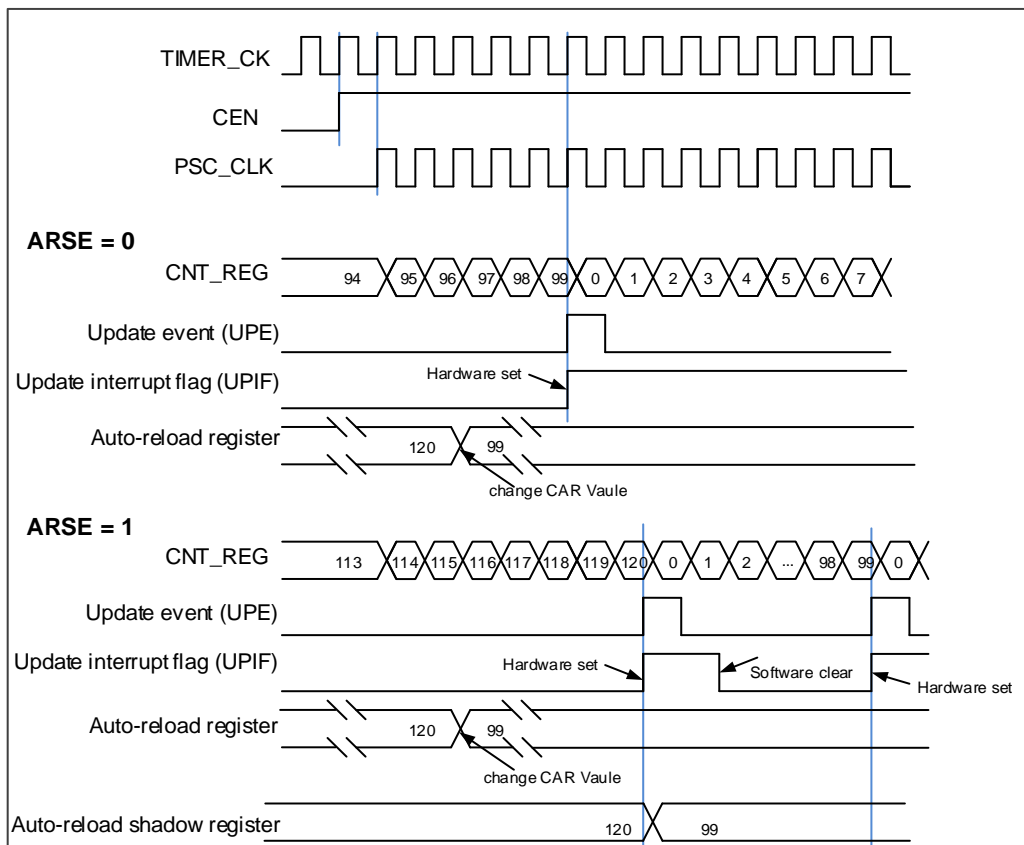 TIMER_CK
CEN
PSC_CLK
ARSE = 0
CNT_REG 94 95 96 97 98 99 0 1 2 3 4 5 6 7
Update event (UPE)
Update interrupt flag (UPIF) Hardware set
Auto-reload register 120 99
change CAR Vaule
ARSE = 1
CNT_REG 113 114 115 116 117 118 119 120 0 1 2 ... 98 99 0
Update event (UPE)
Update interrupt flag (UPIF) Hardware set Software clear Hardware set
Auto-reload register 120 99
change CAR Vaule
Auto-reload shadow register 120 99